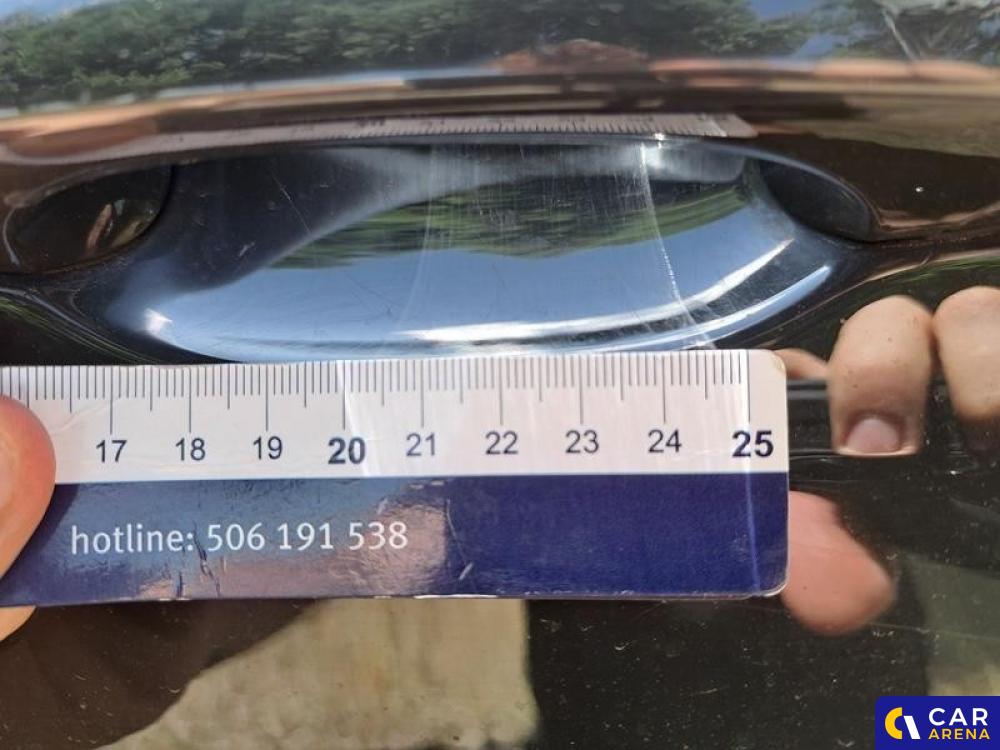 17 18 19 20 21 22 23 24 25
hotline: 506 191 538
CAR
ARENA